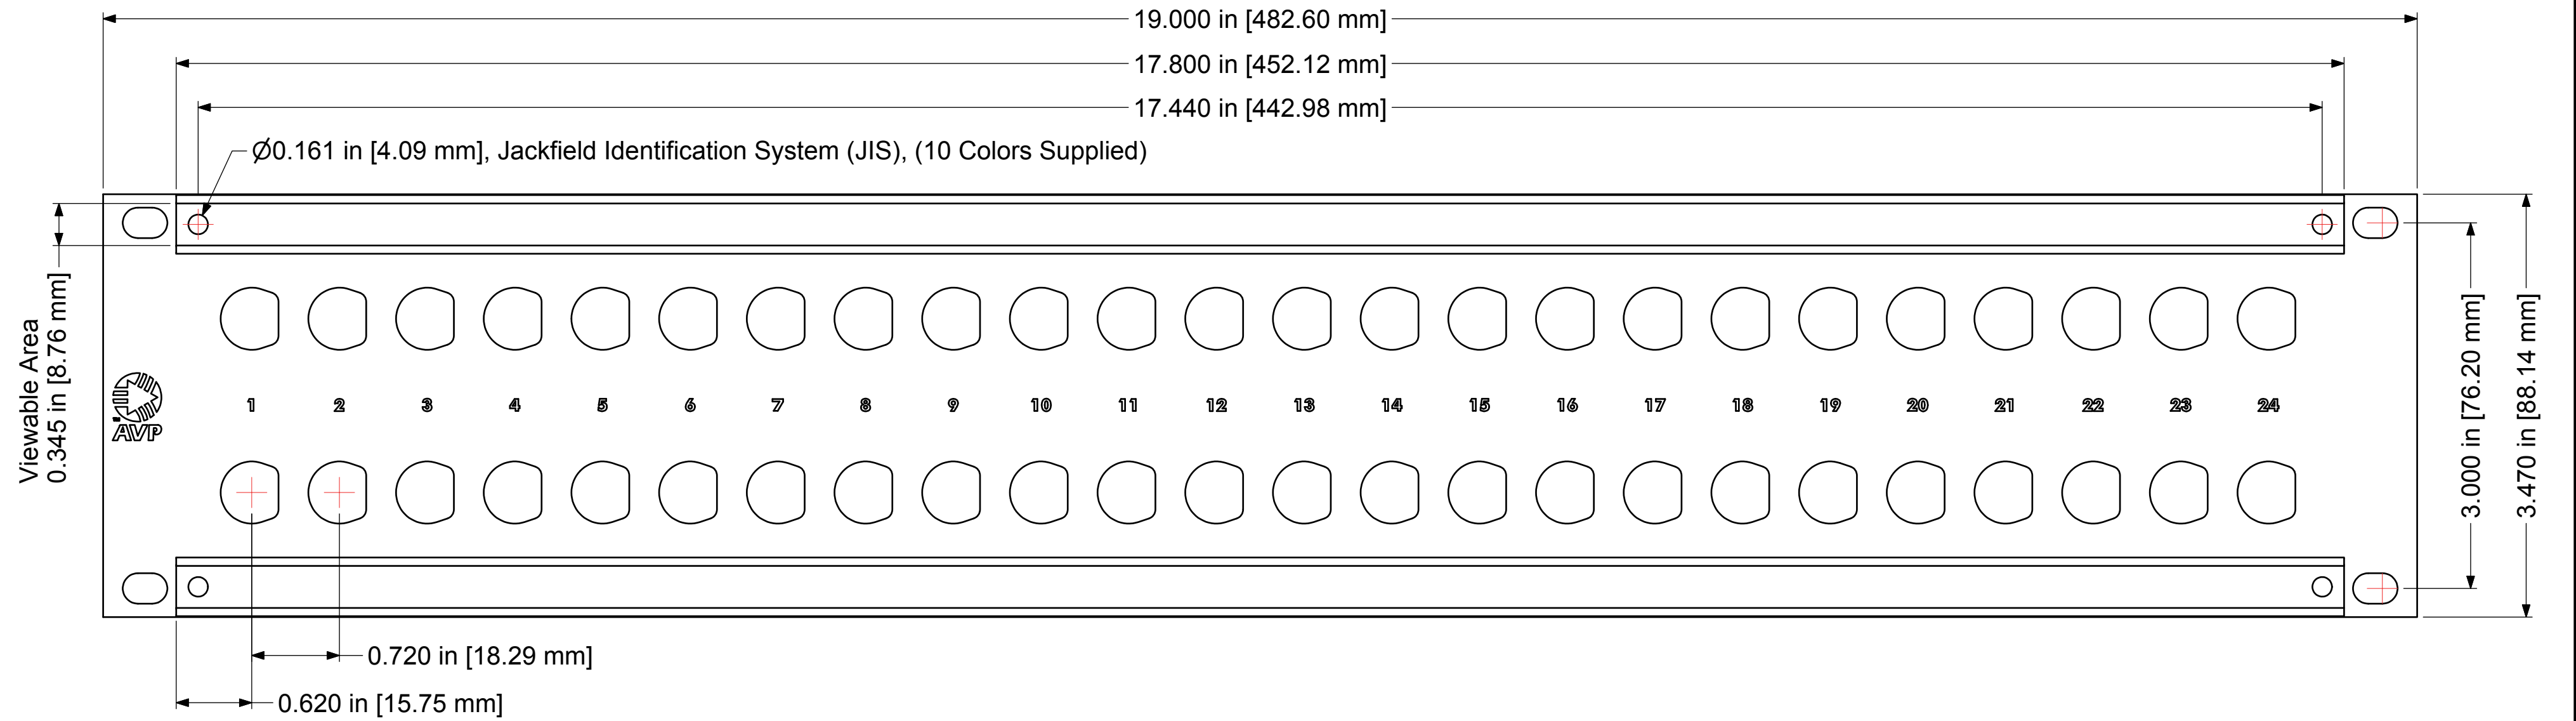 19.000 in [482.60 mm]
17.800 in [452.12 mm]
17.440 in [442.98 mm]
Ø0.161 in [4.09 mm], Jackfield Identification System (JIS), (10 Colors Supplied)
Viewable Area
0.345 in [8.76 mm]
AVP
1 2 3 4 5 6 7 8 9 10 11 12 13 14 15 16 17 18 19 20 21 22 23 24
3.000 in [76.20 mm]
3.470 in [88.14 mm]
0.720 in [18.29 mm]
0.620 in [15.75 mm]